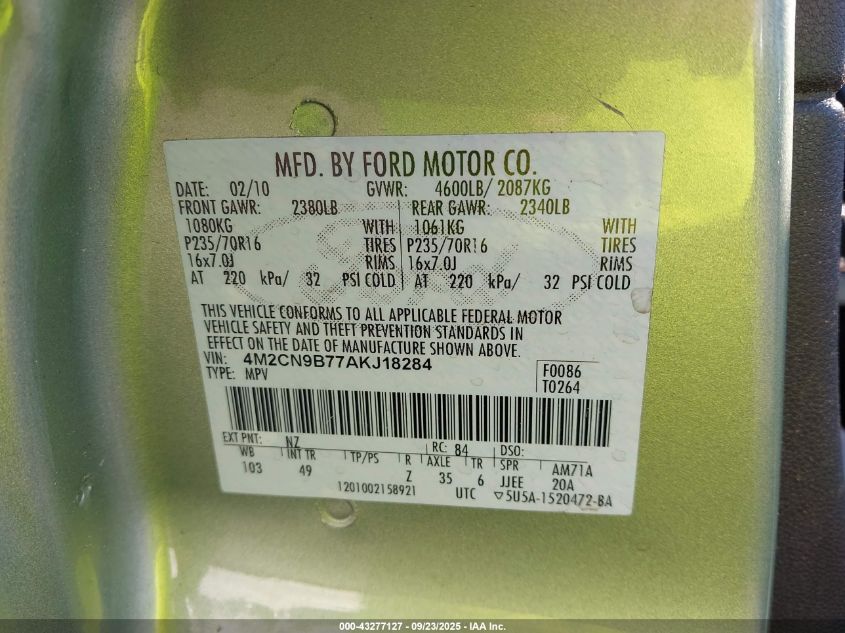 MFD. BY FORD MOTOR CO.
DATE: 02/10 GVWR: 4600LB/ 2087KG
FRONT GAWR: 2380LB REAR GAWR: 2340LB
1080KG WITH 1061KG WITH
P235/70R16 TIRES P235/70R16 TIRES
16x7.0J RIMS 16x7.0J RIMS
AT 220 kPa/ 32 PSI COLD AT 220 kPa/ 32 PSI COLD
THIS VEHICLE CONFORMS TO ALL APPLICABLE FEDERAL MOTOR
VEHICLE SAFETY AND THEFT PREVENTION STANDARDS IN
EFFECT ON THE DATE OF MANUFACTURE SHOWN ABOVE.
VIN: 4M2CN9B77AKJ18284 F0086
TYPE: MPV T0264
EXT PNT: NZ RC: 84 DSO:
WB INT TR TP/PS R AXLE TR SPR AM71A
103 49 Z 35 6 JJEE 20A
1201002158921 UTC ▽5U5A-1520472-BA
000-43277127 - 09/23/2025 - IAA Inc.